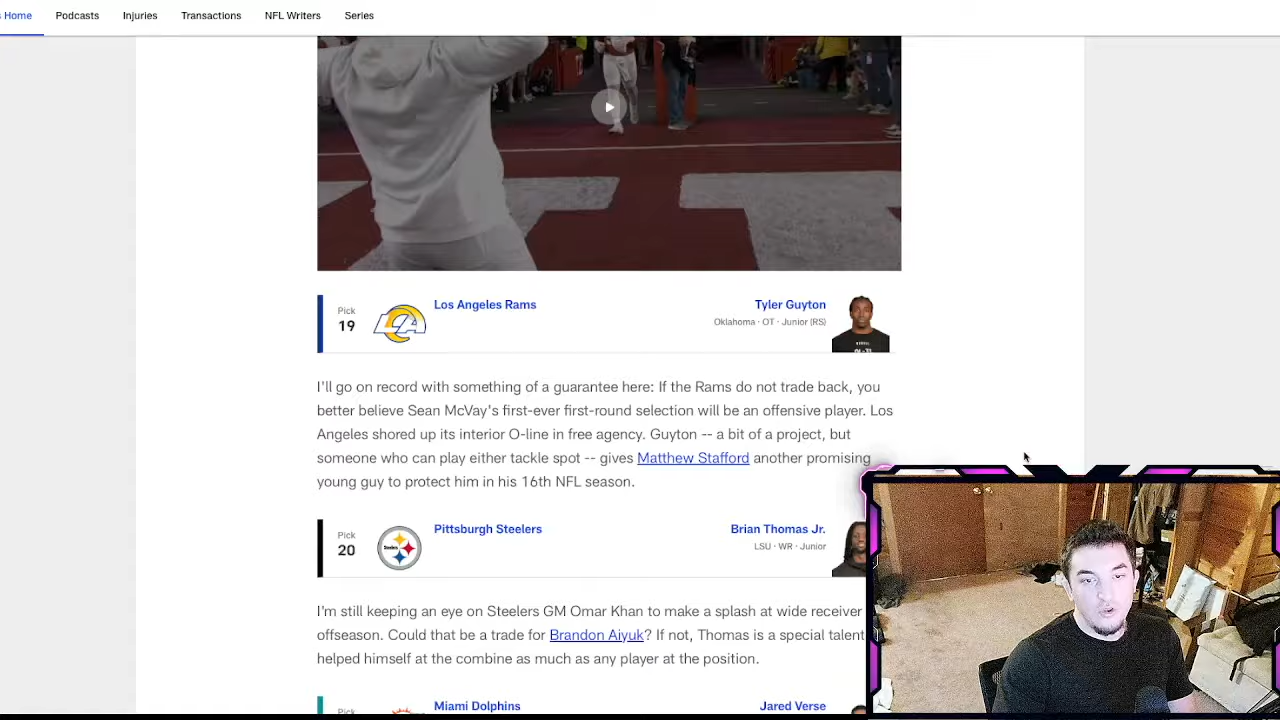 s Home Podcasts Injuries Transactions NFL Writers Series
Pick
19
Los Angeles Rams
Tyler Guyton
Oklahoma · OT · Junior (RS)
I'll go on record with something of a guarantee here: If the Rams do not trade back, you
better believe Sean McVay's first-ever first-round selection will be an offensive player. Los
Angeles shored up its interior O-line in free agency. Guyton -- a bit of a project, but
someone who can play either tackle spot -- gives Matthew Stafford another promising
young guy to protect him in his 16th NFL season.
Pick
20
Steelers
Pittsburgh Steelers
Brian Thomas Jr.
LSU · WR · Junior
I'm still keeping an eye on Steelers GM Omar Khan to make a splash at wide receiver
offseason. Could that be a trade for Brandon Aiyuk? If not, Thomas is a special talent
helped himself at the combine as much as any player at the position.
Pick
Miami Dolphins
Jared Verse